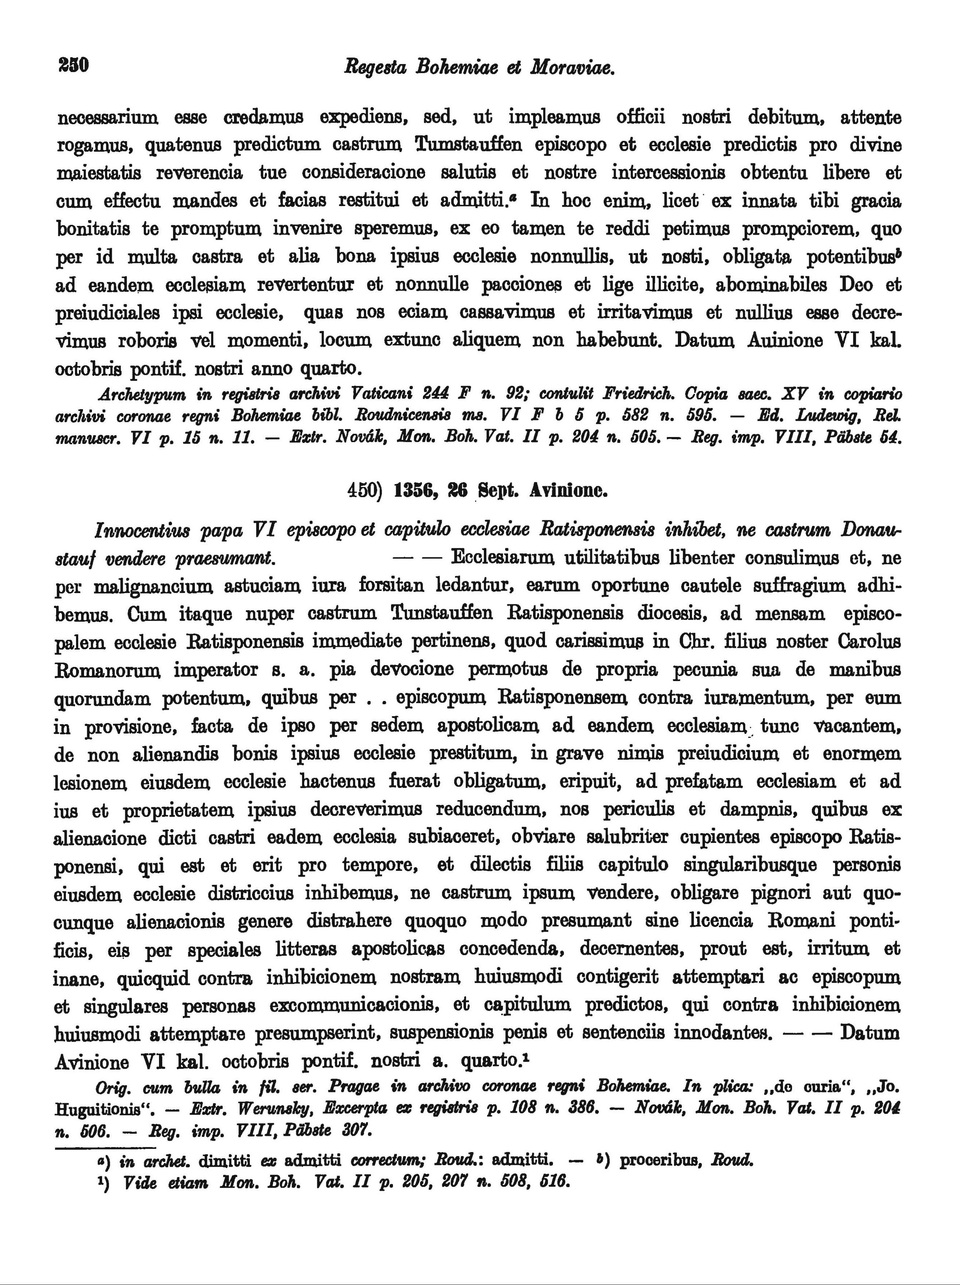 250 Regesta Bohemiae et Moraviae.
necessarium esse credamus expediens, sed, ut impleamus officii nostri debitum, attente
rogamus, quatenus predictum castrum Tumstauffen episcopo et ecclesie predictis pro divine
maiestatis reverencia tue consideracione salutis et nostre intercessionis obtentu libere et
cum effectu mandes et facias restitui et admitti.ᵃ In hoc enim, licet ex innata tibi gracia
bonitatis te promptum invenire speremus, ex eo tamen te reddi petimus prompciorem, quo
per id multa castra et alia bona ipsius ecclesie nonnullis, ut nosti, obligata potentibusᵇ
ad eandem ecclesiam revertentur et nonnulle pacciones et lige illicite, abominabiles Deo et
preiudiciales ipsi ecclesie, quas nos eciam cassavimus et irritavimus et nullius esse decre-
vimus roboris vel momenti, locum extunc aliquem non habebunt. Datum Auinione VI kal.
octobris pontif. nostri anno quarto.
Archetypum in registris archivi Vaticani 244 F n. 92; contulit Friedrich. Copia saec. XV in copiario
archivi coronae regni Bohemiae bibl. Roudnicensis ms. VI F b 5 p. 582 n. 595. — Ed. Ludewig, Rel.
manuscr. VI p. 15 n. 11. — Extr. Novák, Mon. Boh. Vat. II p. 204 n. 505. — Reg. imp. VIII, Päbste 54.
450) 1356, 26 Sept. Avinione.
Innocentius papa VI episcopo et capitulo ecclesiae Ratisponensis inhibet, ne castrum Donau-
stauf vendere praesumant. — — Ecclesiarum utilitatibus libenter consulimus et, ne
per malignancium astuciam iura forsitan ledantur, earum oportune cautele suffragium adhi-
bemus. Cum itaque nuper castrum Tunstauffen Ratisponensis diocesis, ad mensam episco-
palem ecclesie Ratisponensis immediate pertinens, quod carissimus in Chr. filius noster Carolus
Romanorum imperator s. a. pia devocione permotus de propria pecunia sua de manibus
quorundam potentum, quibus per . . episcopum Ratisponensem contra iuramentum, per eum
in provisione, facta de ipso per sedem apostolicam ad eandem ecclesiam tunc vacantem,
de non alienandis bonis ipsius ecclesie prestitum, in grave nimis preiudicium et enormem
lesionem eiusdem ecclesie hactenus fuerat obligatum, eripuit, ad prefatam ecclesiam et ad
ius et proprietatem ipsius decreverimus reducendum, nos periculis et dampnis, quibus ex
alienacione dicti castri eadem ecclesia subiaceret, obviare salubriter cupientes episcopo Ratis-
ponensi, qui est et erit pro tempore, et dilectis filiis capitulo singularibusque personis
eiusdem ecclesie districcius inhibemus, ne castrum ipsum vendere, obligare pignori aut quo-
cunque alienacionis genere distrahere quoquo modo presumant sine licencia Romani ponti-
ficis, eis per speciales litteras apostolicas concedenda, decernentes, prout est, irritum et
inane, quicquid contra inhibicionem nostram huiusmodi contigerit attemptari ac episcopum
et singulares personas excommunicacionis, et capitulum predictos, qui contra inhibicionem
huiusmodi attemptare presumpserint, suspensionis penis et sentenciis innodantes. — — Datum
Avinione VI kal. octobris pontif. nostri a. quarto.¹
Orig. cum bulla in fil. ser. Pragae in archivo coronae regni Bohemiae. In plica: „de curia“, „Jo.
Huguitionis“. — Extr. Werunsky, Excerpta ex registris p. 108 n. 386. — Novák, Mon. Boh. Vat. II p. 204
n. 506. — Reg. imp. VIII, Päbste 307.
ᵃ) in archet. dimitti ex admitti correctum; Roud.: admitti. — ᵇ) proceribus, Roud.
¹) Vide etiam Mon. Boh. Vat. II p. 205, 207 n. 508, 516.